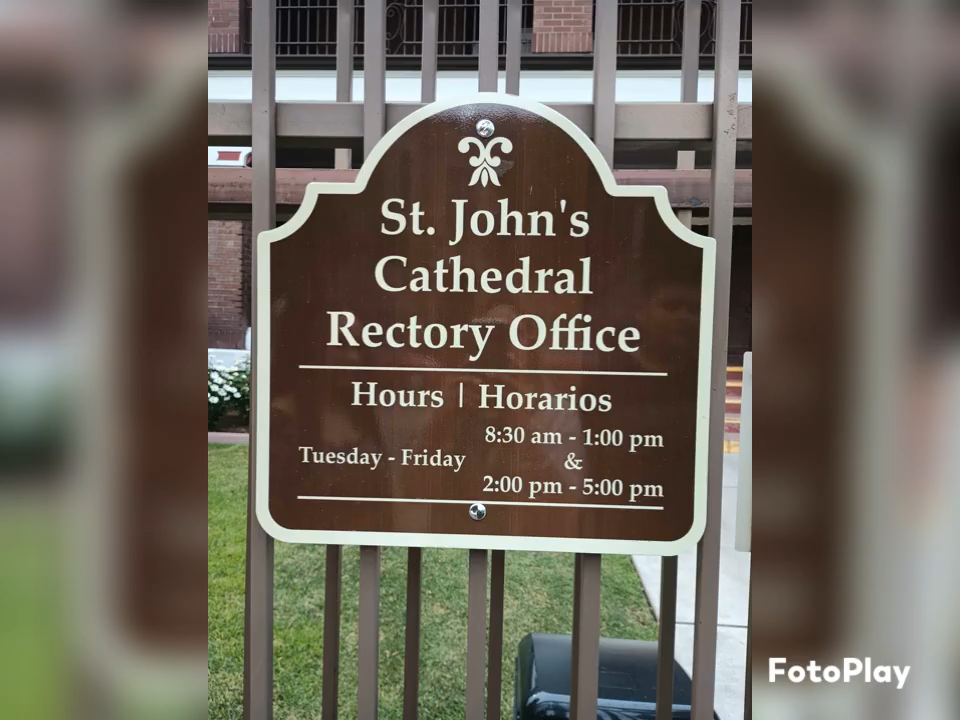 St. John's
Cathedral
Rectory Office
Hours | Horarios
Tuesday - Friday
8:30 am - 1:00 pm
&
2:00 pm - 5:00 pm
FotoPlay